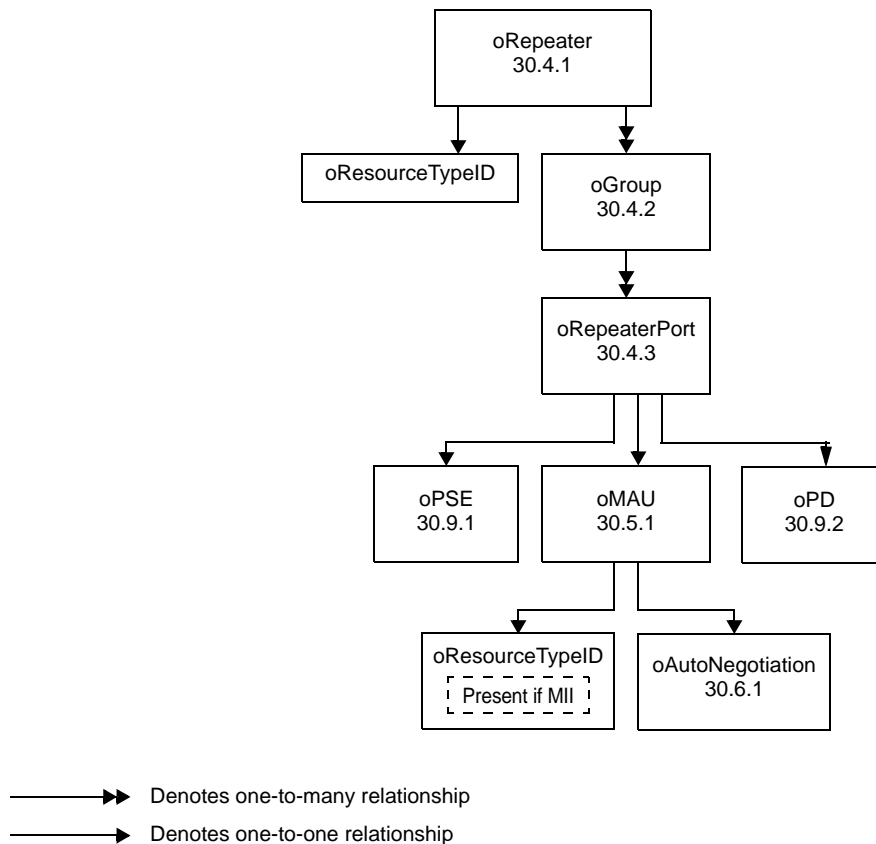 oRepeater
30.4.1
oResourceTypeID
oGroup
30.4.2
oRepeaterPort
30.4.3
oPSE
30.9.1
oMAU
30.5.1
oPD
30.9.2
oResourceTypeID
Present if MII
oAutoNegotiation
30.6.1
Denotes one-to-many relationship
Denotes one-to-one relationship